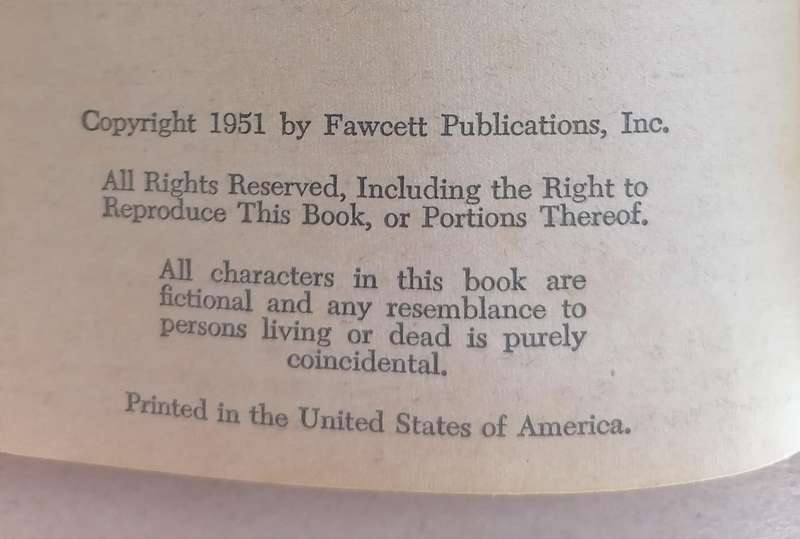 Copyright 1951 by Fawcett Publications, Inc.
All Rights Reserved, Including the Right to
Reproduce This Book, or Portions Thereof.
All characters in this book are
fictional and any resemblance to
persons living or dead is purely
coincidental.
Printed in the United States of America.